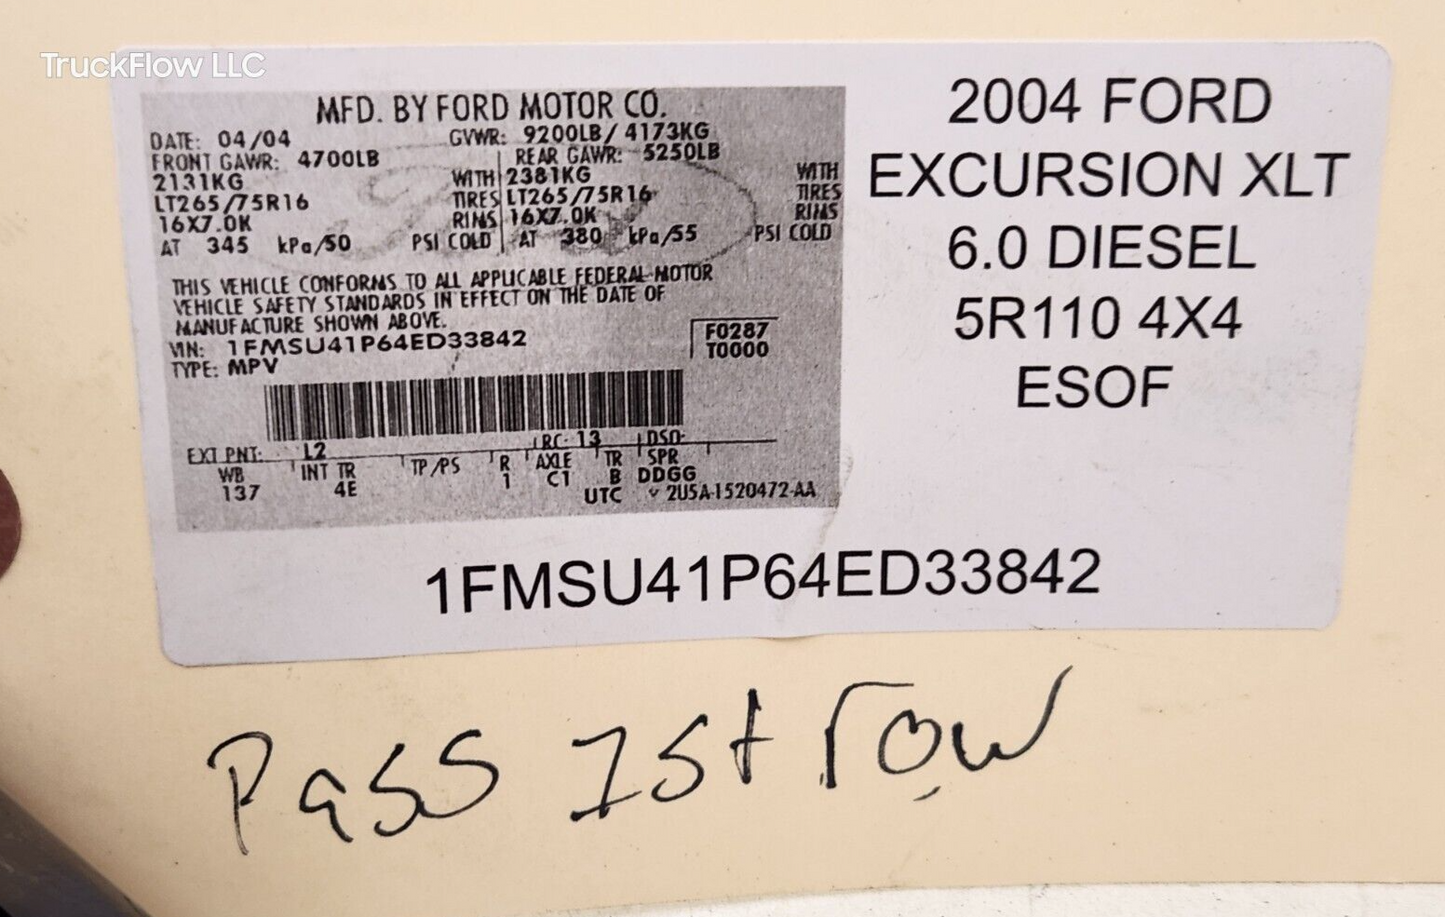 TruckFlow LLC
MFD. BY FORD MOTOR CO.
DATE: 04/04 GVWR: 9200LB/ 4173KG
FRONT GAWR: 4700LB REAR GAWR: 5250LB
2131KG WITH 2381KG WITH
LT265/75R16 TIRES LT265/75R16 TIRES
16X7.0K RIMS 16X7.0K RIMS
AT 345 kPa/50 PSI COLD AT 380 kPa/55 PSI COLD
THIS VEHICLE CONFORMS TO ALL APPLICABLE FEDERAL MOTOR
VEHICLE SAFETY STANDARDS IN EFFECT ON THE DATE OF
MANUFACTURE SHOWN ABOVE.
VIN: 1FMSU41P64ED33842
F0287
TYPE: MPV
T0000
EXT PNT: L2 RC: 13 DSO:
WB INT TR TP/PS R AXLE TR SPR
137 4E 1 C1 B DDGG
UTC 2U5A-1520472-AA
2004 FORD
EXCURSION XLT
6.0 DIESEL
5R110 4X4
ESOF
1FMSU41P64ED33842
Pass 1st row